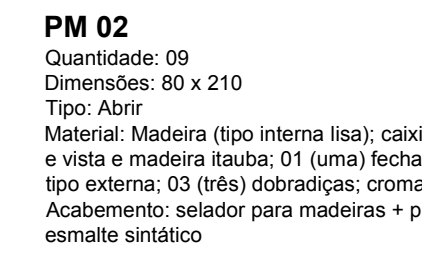 PM 02
Quantidade: 09
Dimensões: 80 x 210
Tipo: Abrir
Material: Madeira (tipo interna lisa); caixi
e vista e madeira itauba; 01 (uma) fecha
tipo externa; 03 (três) dobradiças; croma
Acabemento: selador para madeiras + p
esmalte sintático